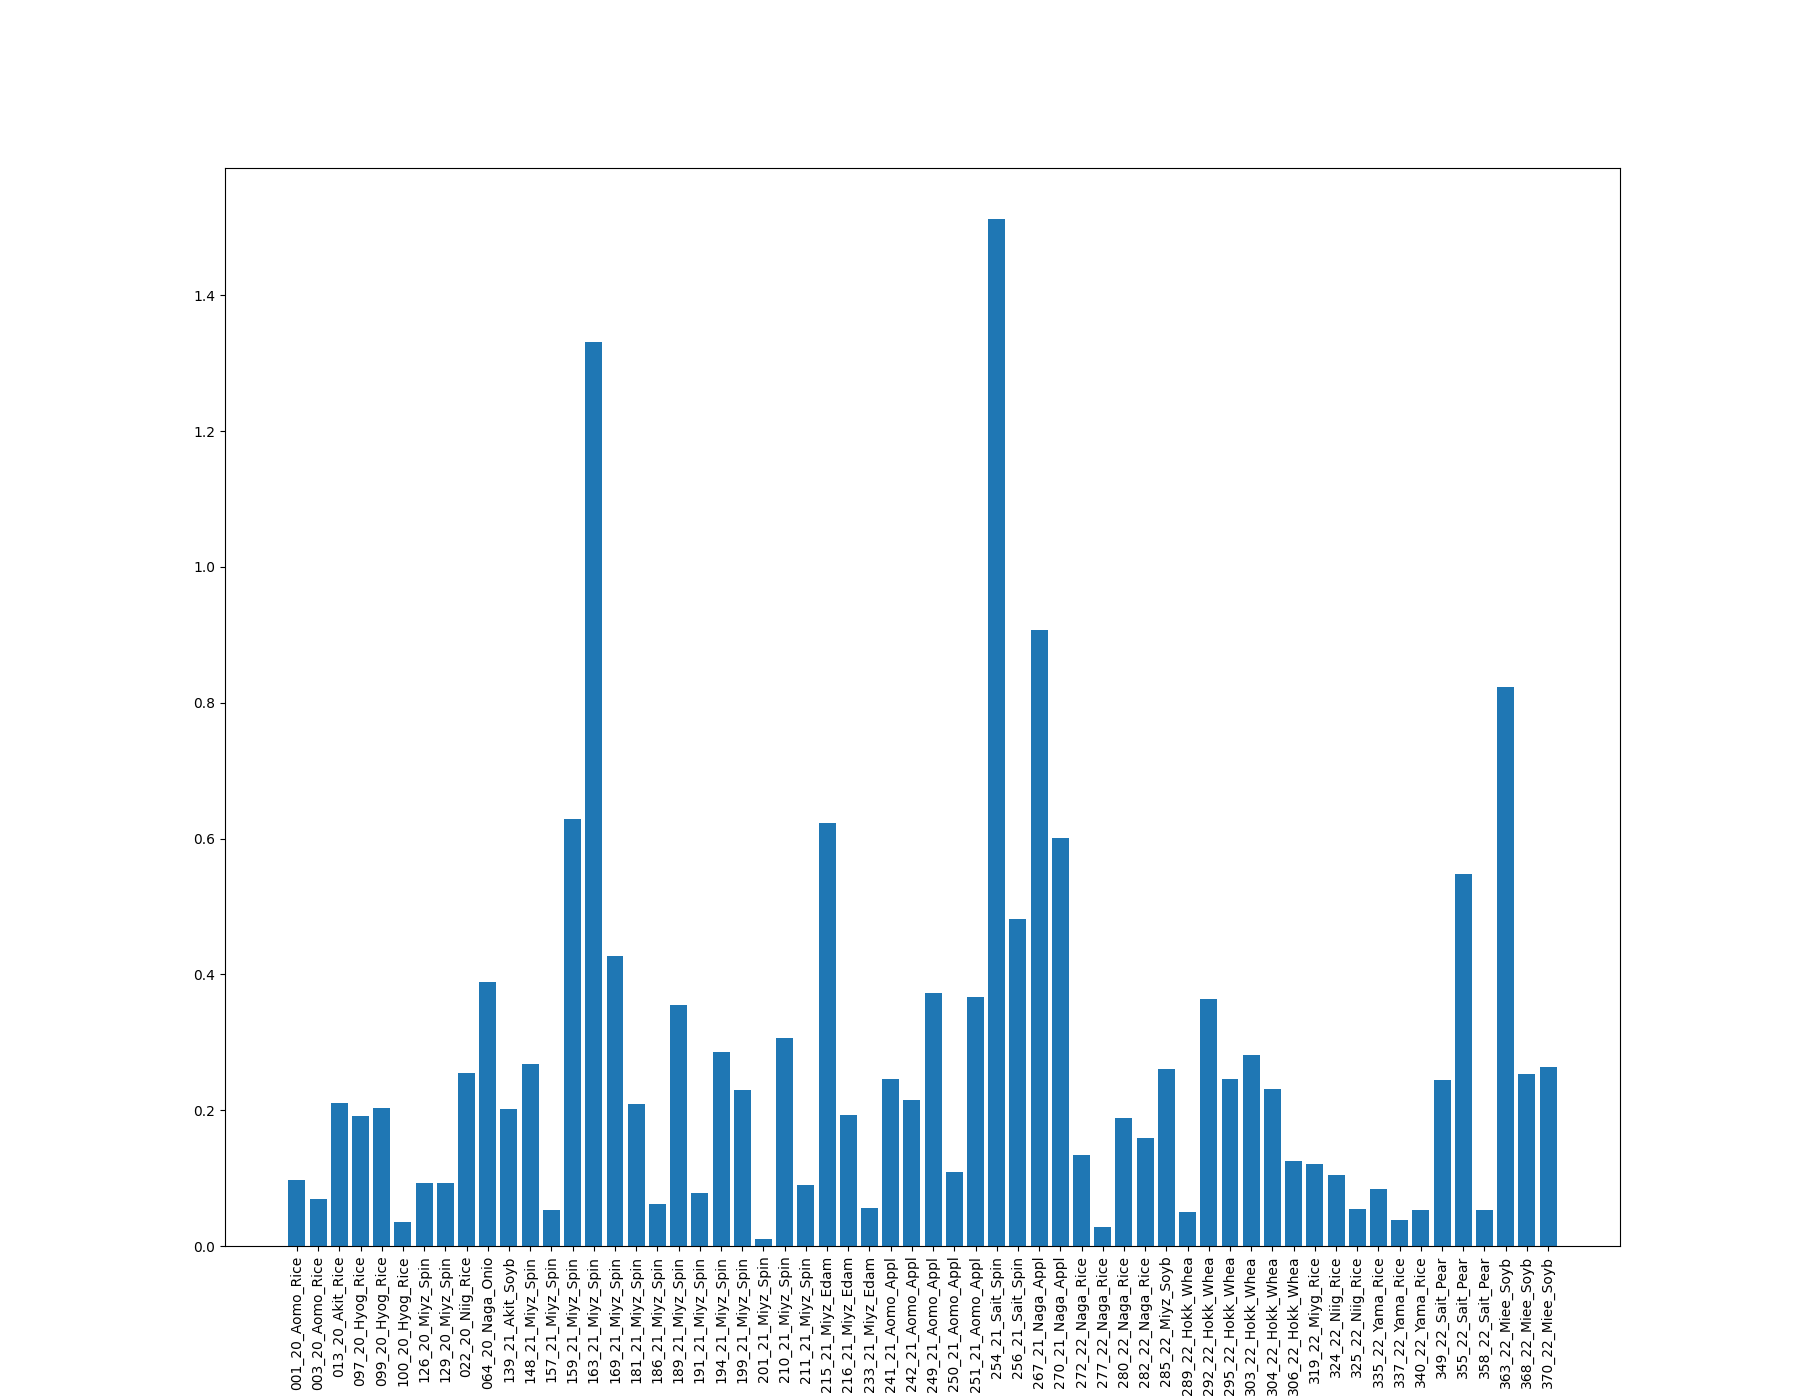 1.4
1.2
1.0
0.8
0.6
0.4
0.2
0.0
001_20_Aomo_Rice
003_20_Aomo_Rice
013_20_Akit_Rice
097_20_Hyog_Rice
099_20_Hyog_Rice
100_20_Hyog_Rice
126_20_Miyz_Spin
129_20_Miyz_Spin
022_20_Niig_Rice
064_20_Naga_Onio
139_21_Akit_Soyb
148_21_Miyz_Spin
157_21_Miyz_Spin
159_21_Miyz_Spin
163_21_Miyz_Spin
169_21_Miyz_Spin
181_21_Miyz_Spin
186_21_Miyz_Spin
189_21_Miyz_Spin
191_21_Miyz_Spin
194_21_Miyz_Spin
199_21_Miyz_Spin
201_21_Miyz_Spin
210_21_Miyz_Spin
211_21_Miyz_Spin
215_21_Miyz_Edam
216_21_Miyz_Edam
233_21_Miyz_Edam
241_21_Aomo_Appl
242_21_Aomo_Appl
249_21_Aomo_Appl
250_21_Aomo_Appl
251_21_Aomo_Appl
254_21_Sait_Spin
256_21_Sait_Spin
267_21_Naga_Appl
270_21_Naga_Appl
272_22_Naga_Rice
277_22_Naga_Rice
280_22_Naga_Rice
282_22_Naga_Rice
285_22_Miyz_Soyb
289_22_Hokk_Whea
292_22_Hokk_Whea
295_22_Hokk_Whea
303_22_Hokk_Whea
304_22_Hokk_Whea
306_22_Hokk_Whea
319_22_Miyg_Rice
324_22_Niig_Rice
325_22_Niig_Rice
335_22_Yama_Rice
337_22_Yama_Rice
340_22_Yama_Rice
349_22_Sait_Pear
355_22_Sait_Pear
358_22_Sait_Pear
363_22_Miee_Soyb
368_22_Miee_Soyb
370_22_Miee_Soyb